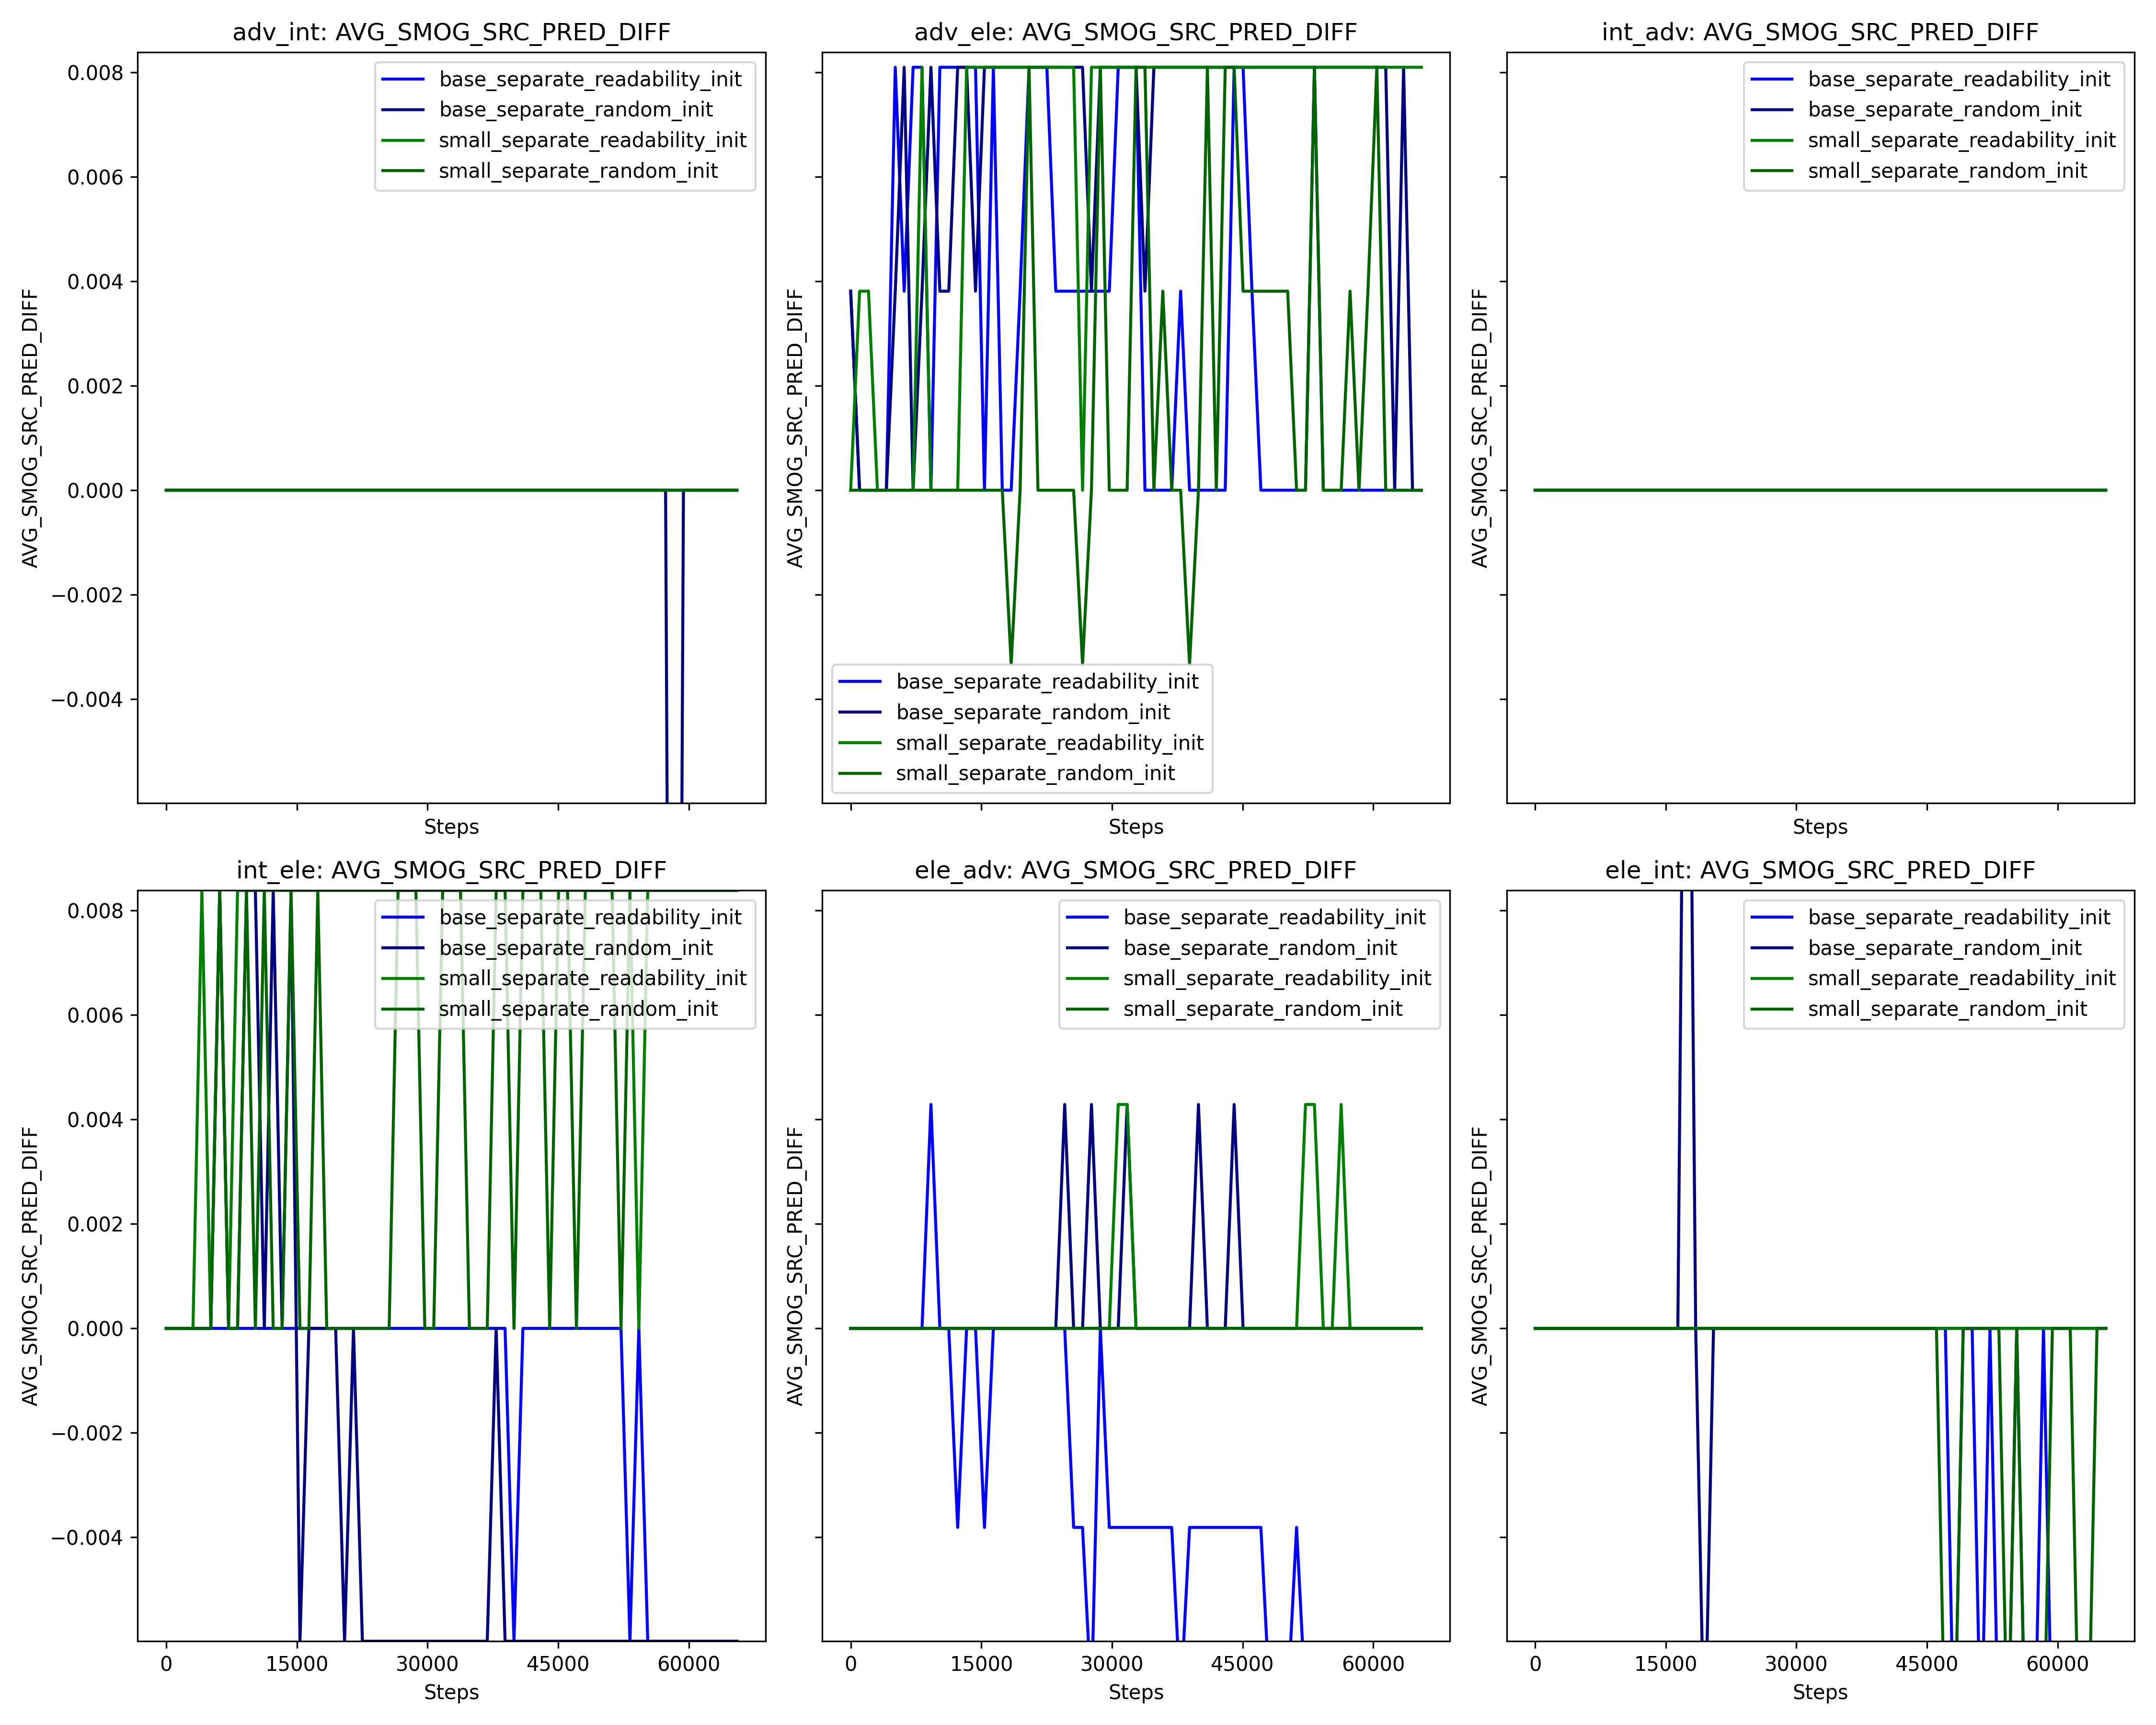 adv_int: AVG_SMOG_SRC_PRED_DIFF
AVG_SMOG_SRC_PRED_DIFF
0.008
0.006
0.004
0.002
0.000
−0.002
−0.004
base_separate_readability_init
base_separate_random_init
small_separate_readability_init
small_separate_random_init
Steps
adv_ele: AVG_SMOG_SRC_PRED_DIFF
AVG_SMOG_SRC_PRED_DIFF
base_separate_readability_init
base_separate_random_init
small_separate_readability_init
small_separate_random_init
Steps
int_adv: AVG_SMOG_SRC_PRED_DIFF
AVG_SMOG_SRC_PRED_DIFF
base_separate_readability_init
base_separate_random_init
small_separate_readability_init
small_separate_random_init
Steps
int_ele: AVG_SMOG_SRC_PRED_DIFF
AVG_SMOG_SRC_PRED_DIFF
0.008
0.006
0.004
0.002
0.000
−0.002
−0.004
base_separate_readability_init
base_separate_random_init
small_separate_readability_init
small_separate_random_init
0 15000 30000 45000 60000
Steps
ele_adv: AVG_SMOG_SRC_PRED_DIFF
AVG_SMOG_SRC_PRED_DIFF
base_separate_readability_init
base_separate_random_init
small_separate_readability_init
small_separate_random_init
0 15000 30000 45000 60000
Steps
ele_int: AVG_SMOG_SRC_PRED_DIFF
AVG_SMOG_SRC_PRED_DIFF
base_separate_readability_init
base_separate_random_init
small_separate_readability_init
small_separate_random_init
0 15000 30000 45000 60000
Steps